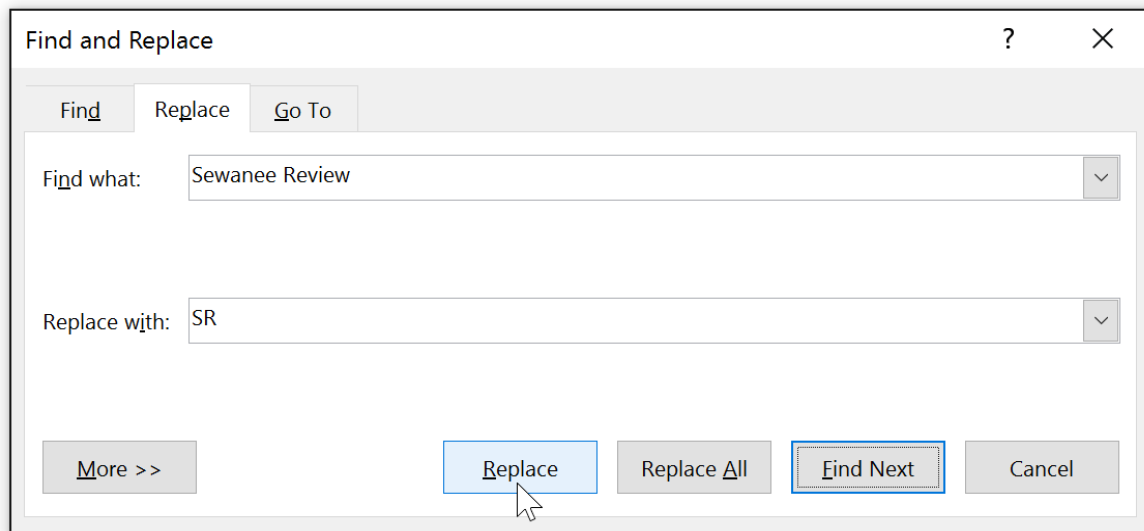 Find and Replace ?
Find Replace Go To
Find what: Sewanee Review
Replace with: SR
More >> Replace Replace All Find Next Cancel